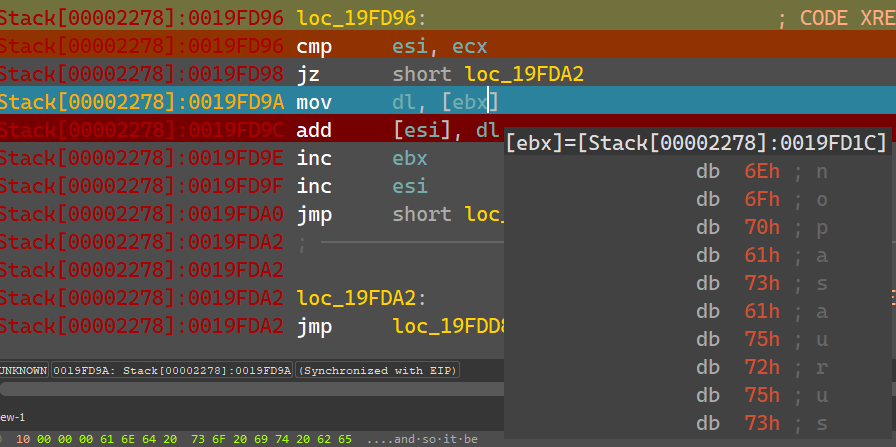 Stack[00002278]:0019FD96 loc_19FD96: ; CODE XRE
Stack[00002278]:0019FD96 cmp esi, ecx
Stack[00002278]:0019FD98 jz short loc_19FDA2
Stack[00002278]:0019FD9A mov dl, [ebx]
Stack[00002278]:0019FD9C add [esi], dl
[ebx]=[Stack[00002278]:0019FD1C]
Stack[00002278]:0019FD9E inc ebx
db 6Eh ; n
Stack[00002278]:0019FD9F inc esi
db 6Fh ; o
Stack[00002278]:0019FDA0 jmp short loc_
db 70h ; p
Stack[00002278]:0019FDA2 ;
db 61h ; a
Stack[00002278]:0019FDA2
db 73h ; s
Stack[00002278]:0019FDA2 loc_19FDA2:
db 61h ; a
Stack[00002278]:0019FDA2 jmp loc_19FDD8
db 75h ; u
db 72h ; r
db 75h ; u
db 73h ; s
UNKNOWN 0019FD9A: Stack[00002278]:0019FD9A (Synchronized with EIP)
ew-1
10 00 00 00 61 6E 64 20 73 6F 20 69 74 20 62 65 ....and·so·it·be